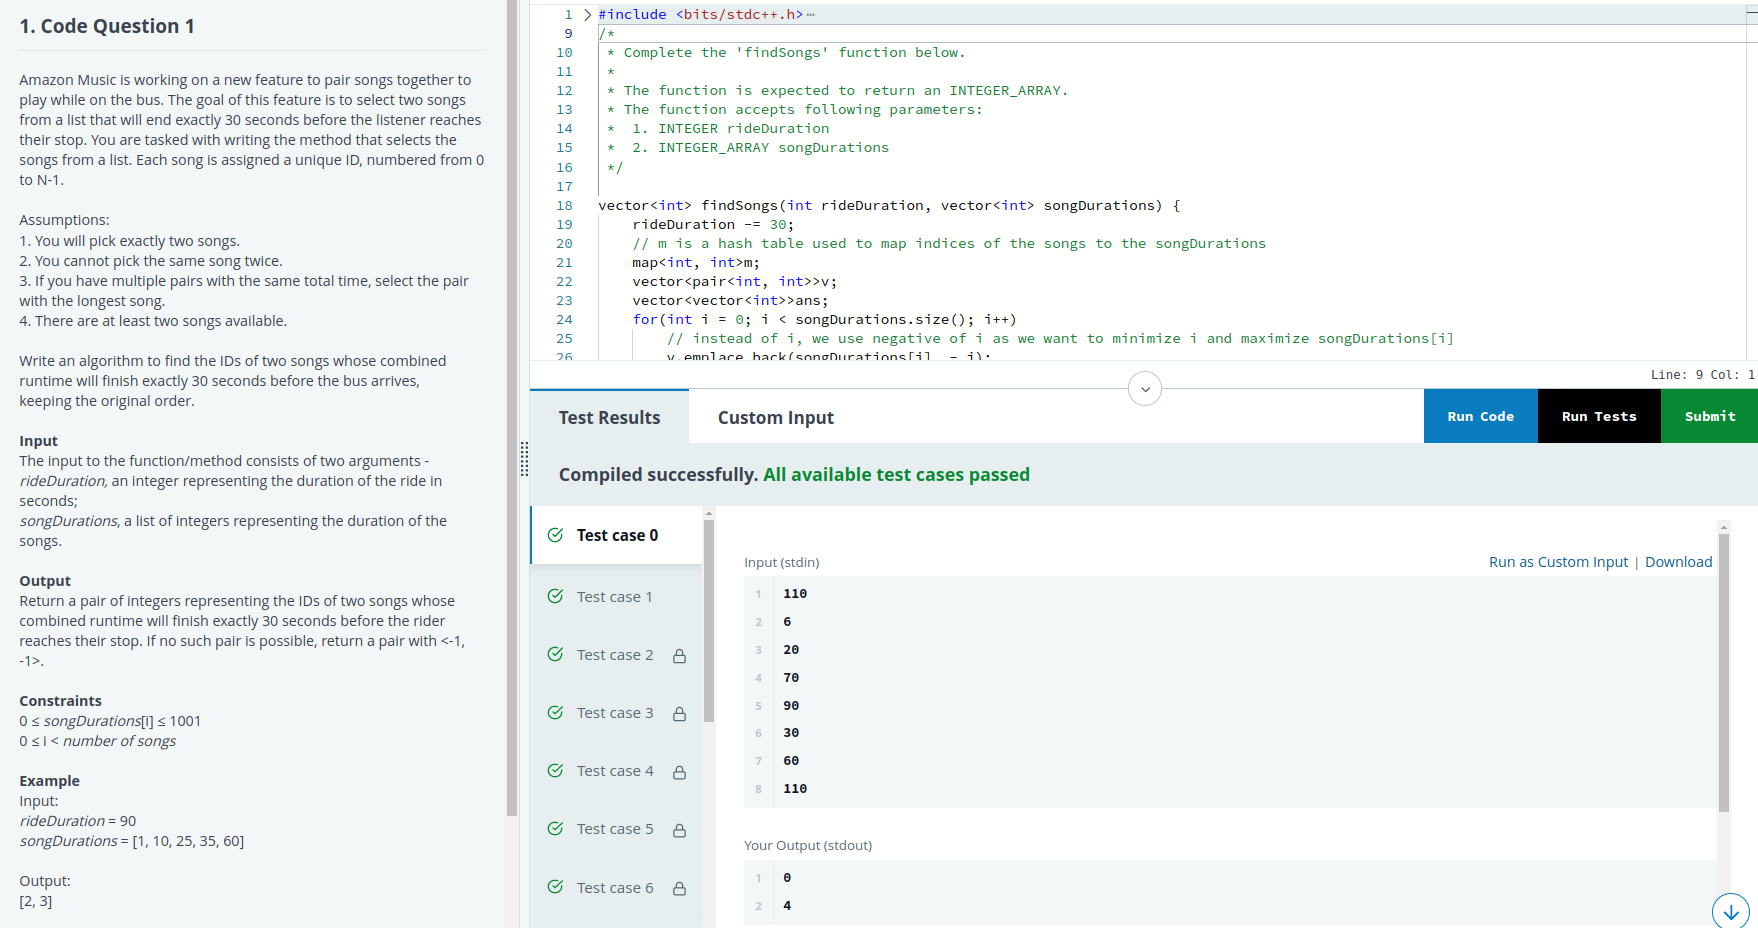 1. Code Question 1
Amazon Music is working on a new feature to pair songs together to
play while on the bus. The goal of this feature is to select two songs
from a list that will end exactly 30 seconds before the listener reaches
their stop. You are tasked with writing the method that selects the
songs from a list. Each song is assigned a unique ID, numbered from 0
to N-1.
Assumptions:
1. You will pick exactly two songs.
2. You cannot pick the same song twice.
3. If you have multiple pairs with the same total time, select the pair
with the longest song.
4. There are at least two songs available.
Write an algorithm to find the IDs of two songs whose combined
runtime will finish exactly 30 seconds before the bus arrives,
keeping the original order.
Input
The input to the function/method consists of two arguments -
rideDuration, an integer representing the duration of the ride in
seconds;
songDurations, a list of integers representing the duration of the
songs.
Output
Return a pair of integers representing the IDs of two songs whose
combined runtime will finish exactly 30 seconds before the rider
reaches their stop. If no such pair is possible, return a pair with <-1,
-1>.
Constraints
0 ≤ songDurations[i] ≤ 1001
0 ≤ i < number of songs
Example
Input:
rideDuration = 90
songDurations = [1, 10, 25, 35, 60]
Output:
[2, 3]
1 > #include <bits/stdc++.h>⋯
9 /*
10 * Complete the 'findSongs' function below.
11 *
12 * The function is expected to return an INTEGER_ARRAY.
13 * The function accepts following parameters:
14 * 1. INTEGER rideDuration
15 * 2. INTEGER_ARRAY songDurations
16 */
17
18 vector<int> findSongs(int rideDuration, vector<int> songDurations) {
19 rideDuration -= 30;
20 // m is a hash table used to map indices of the songs to the songDurations
21 map<int, int>m;
22 vector<pair<int, int>>v;
23 vector<vector<int>>ans;
24 for(int i = 0; i < songDurations.size(); i++)
25 // instead of i, we use negative of i as we want to minimize i and maximize songDurations[i]
26 v.emplace_back(songDurations[i], - i);
Line: 9 Col: 1
Test Results
Custom Input
Run Code
Run Tests
Submit
Compiled successfully. All available test cases passed
Test case 0
Test case 1
Test case 2
Test case 3
Test case 4
Test case 5
Test case 6
Input (stdin)
Run as Custom Input | Download
1 110
2 6
3 20
4 70
5 90
6 30
7 60
8 110
Your Output (stdout)
1 0
2 4